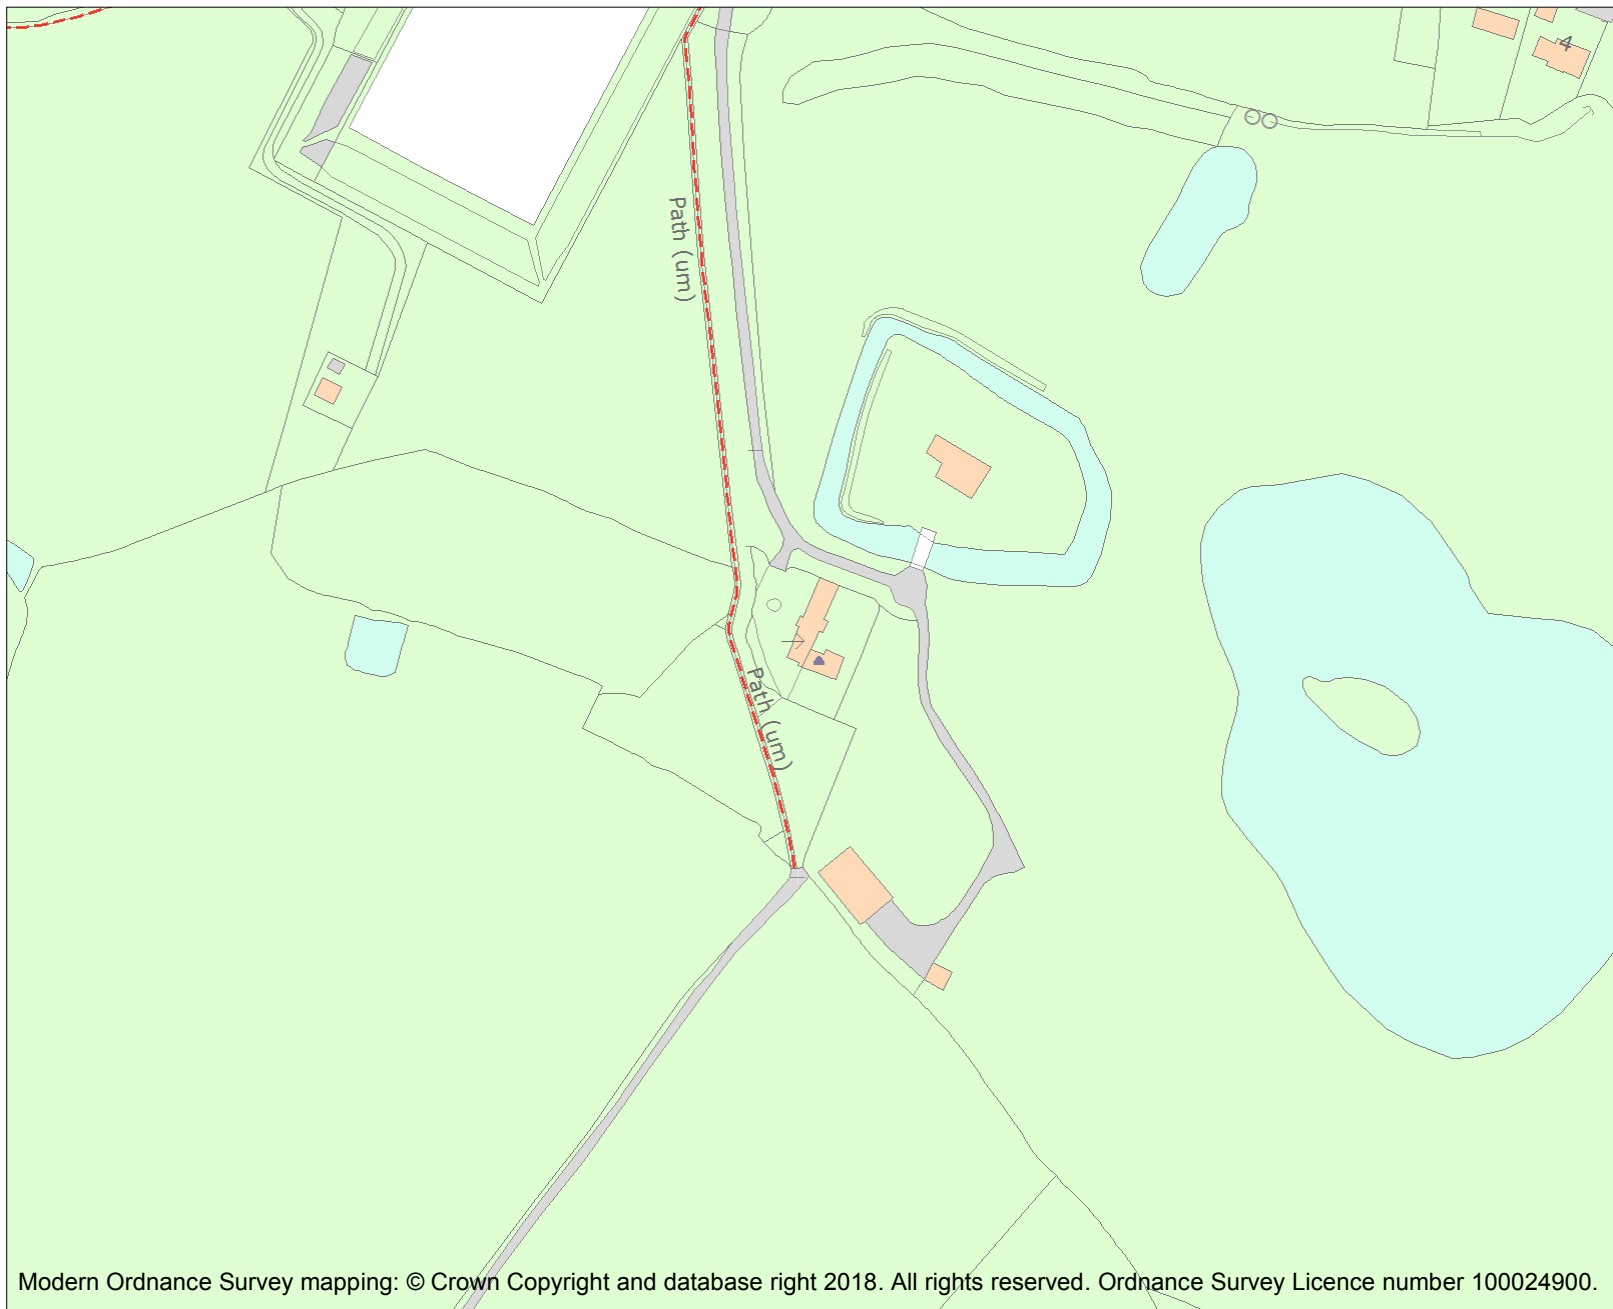 4
Path (um)
Path (um)
Modern Ordnance Survey mapping: © Crown Copyright and database right 2018. All rights reserved. Ordnance Survey Licence number 100024900.